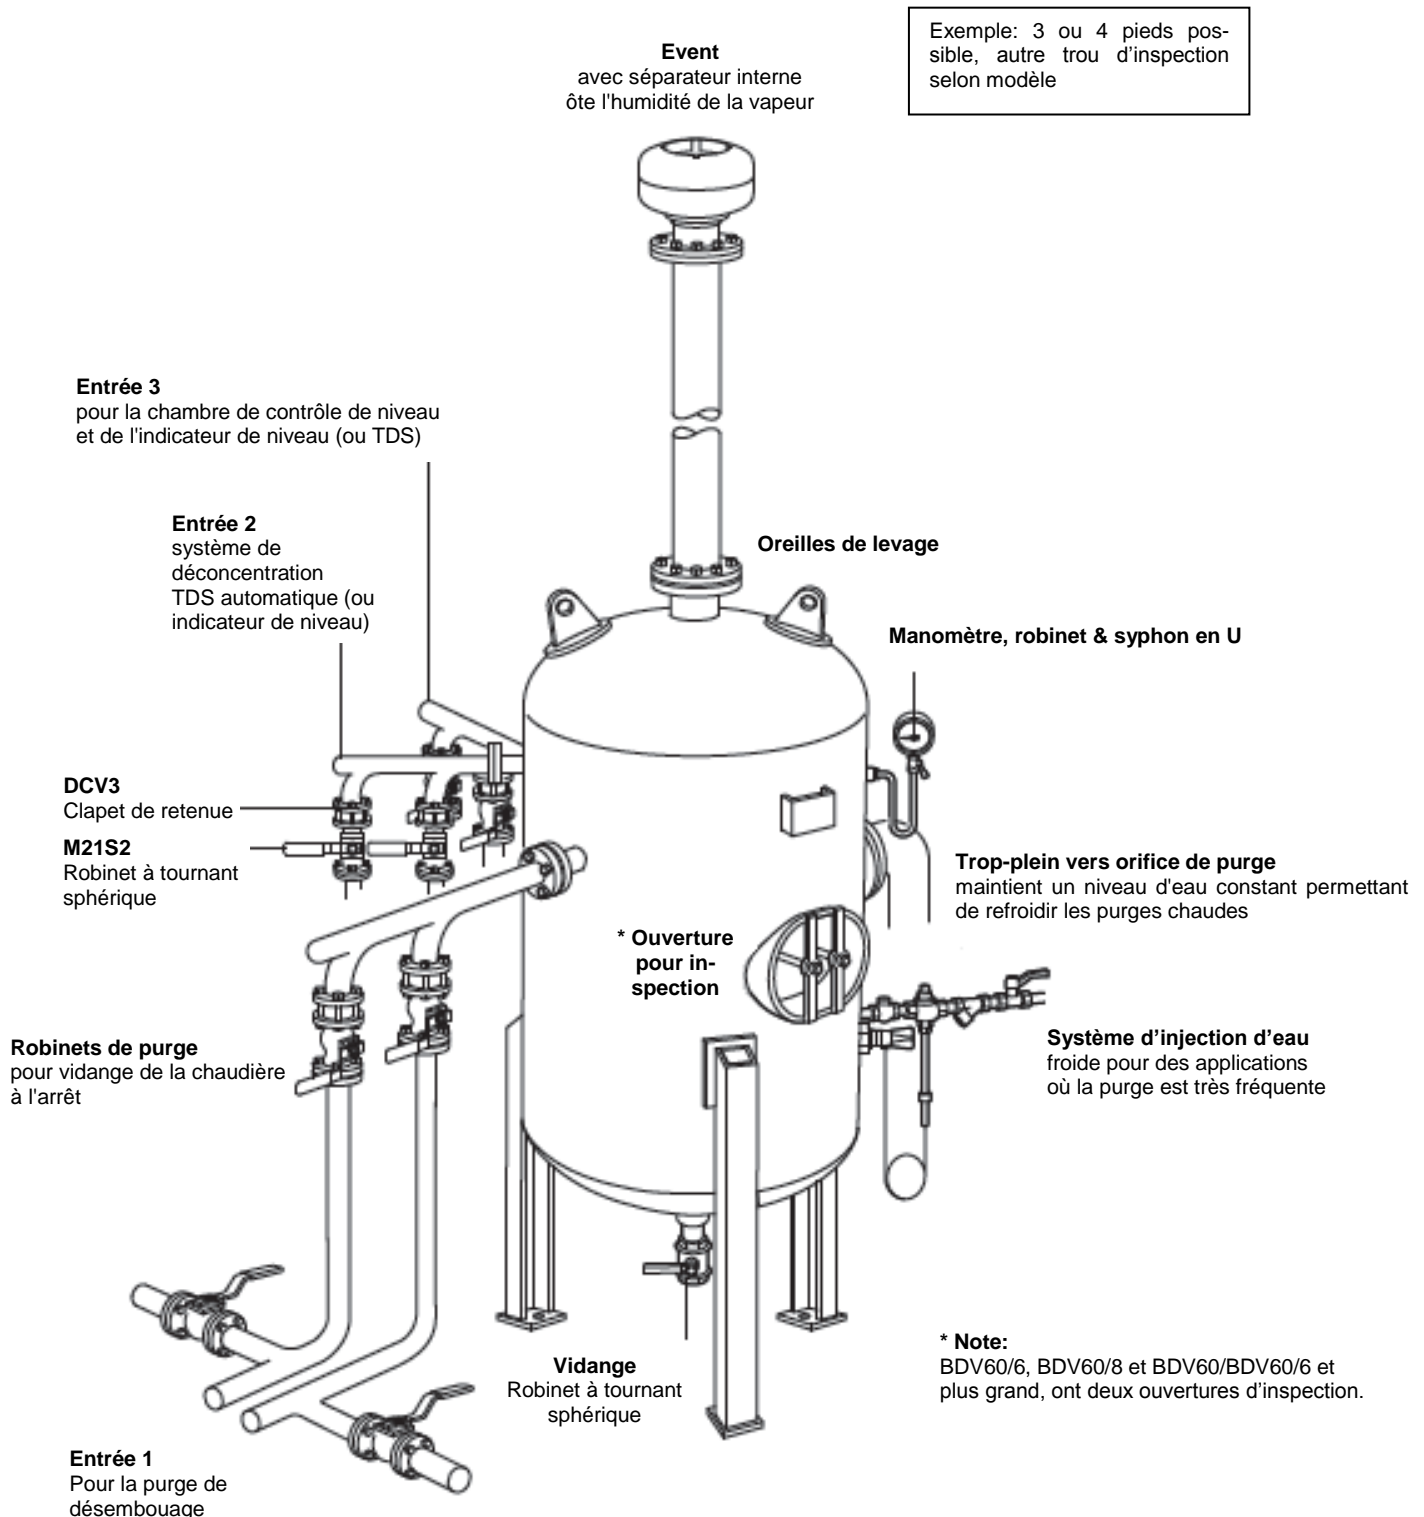 Exemple: 3 ou 4 pieds pos-
sible, autre trou d'inspection
selon modèle
Event
avec séparateur interne
ôte l'humidité de la vapeur
Entrée 3
pour la chambre de contrôle de niveau
et de l'indicateur de niveau (ou TDS)
Entrée 2
système de
déconcentration
TDS automatique (ou
indicateur de niveau)
Oreilles de levage
Manomètre, robinet & syphon en U
DCV3
Clapet de retenue
M21S2
Robinet à tournant
sphérique
Trop-plein vers orifice de purge
maintient un niveau d'eau constant permettant
de refroidir les purges chaudes
* Ouverture
pour in-
spection
Robinets de purge
pour vidange de la chaudière
à l'arrêt
Système d'injection d'eau
froide pour des applications
où la purge est très fréquente
* Note:
BDV60/6, BDV60/8 et BDV60/BDV60/6 et
plus grand, ont deux ouvertures d'inspection.
Vidange
Robinet à tournant
sphérique
Entrée 1
Pour la purge de
désembouage